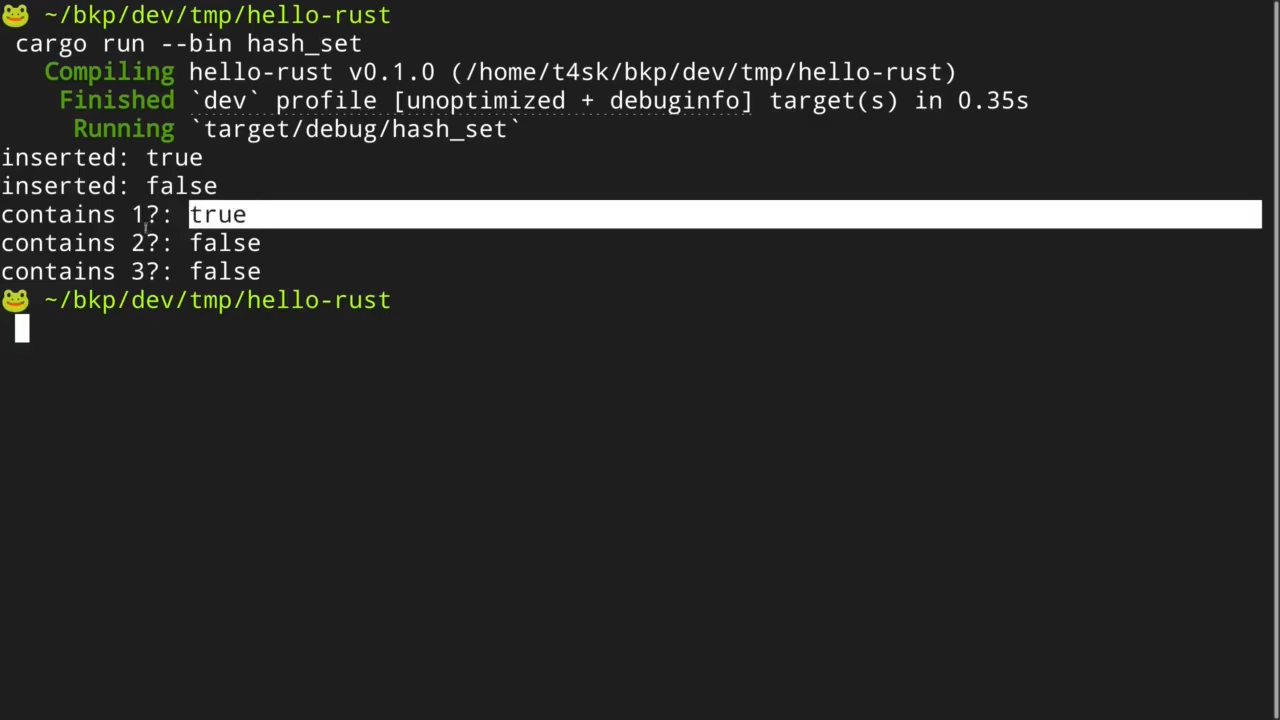 ~/bkp/dev/tmp/hello-rust
cargo run --bin hash_set
Compiling hello-rust v0.1.0 (/home/t4sk/bkp/dev/tmp/hello-rust)
Finished `dev` profile [unoptimized + debuginfo] target(s) in 0.35s
Running `target/debug/hash_set`
inserted: true
inserted: false
contains 1?: true
contains 2?: false
contains 3?: false
~/bkp/dev/tmp/hello-rust